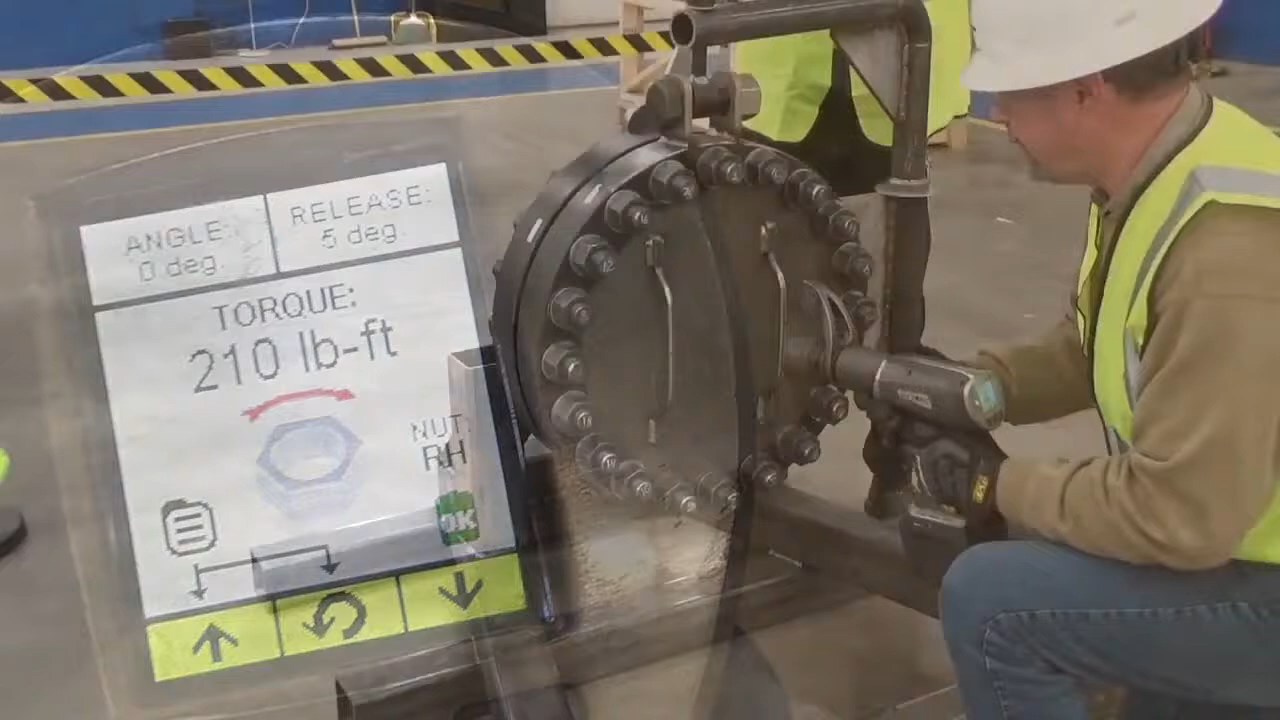 ANGLE:
0 deg.
RELEASE:
5 deg.
TORQUE:
210 lb-ft
NUT:
RH
OK